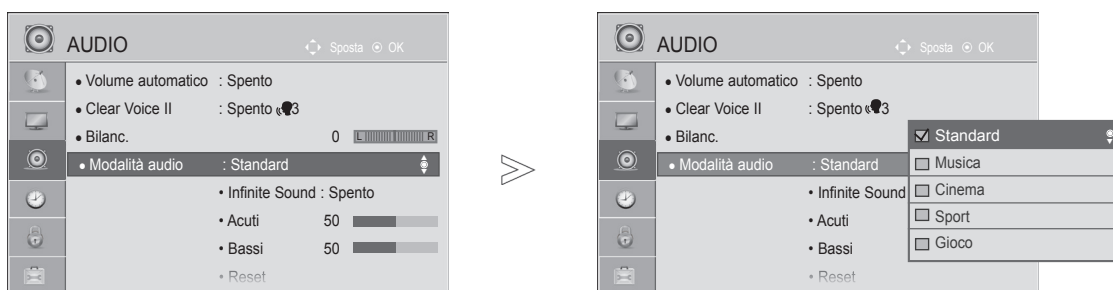 AUDIO
Sposta OK
• Volume automatico : Spento
• Clear Voice II : Spento 3
• Bilanc. 0 L R
• Modalità audio : Standard
• Infinite Sound : Spento
• Acuti 50
• Bassi 50
• Reset
AUDIO
Sposta OK
• Volume automatico : Spento
• Clear Voice II : Spento 3
• Bilanc.
• Modalità audio : Standard
• Infinite Sound
• Acuti
• Bassi
• Reset
Standard
Musica
Cinema
Sport
Gioco